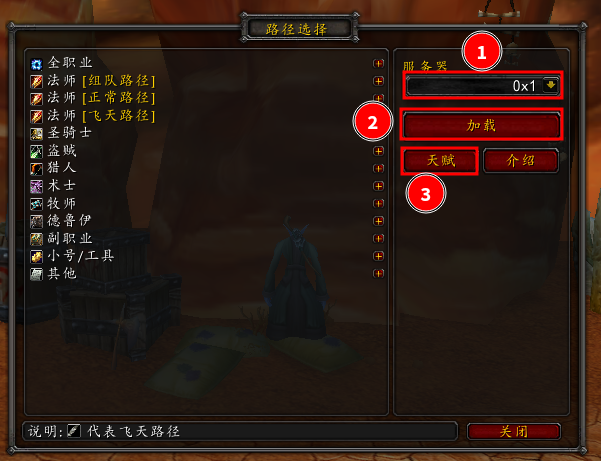 路径选择
全职业
法师 [组队路径]
法师 [正常路径]
法师 [飞天路径]
圣骑士
盗贼
猎人
术士
牧师
德鲁伊
副职业
小号/工具
其他
服务器
1
0x1
2
加载
天赋
介绍
3
说明: 代表飞天路径
关闭